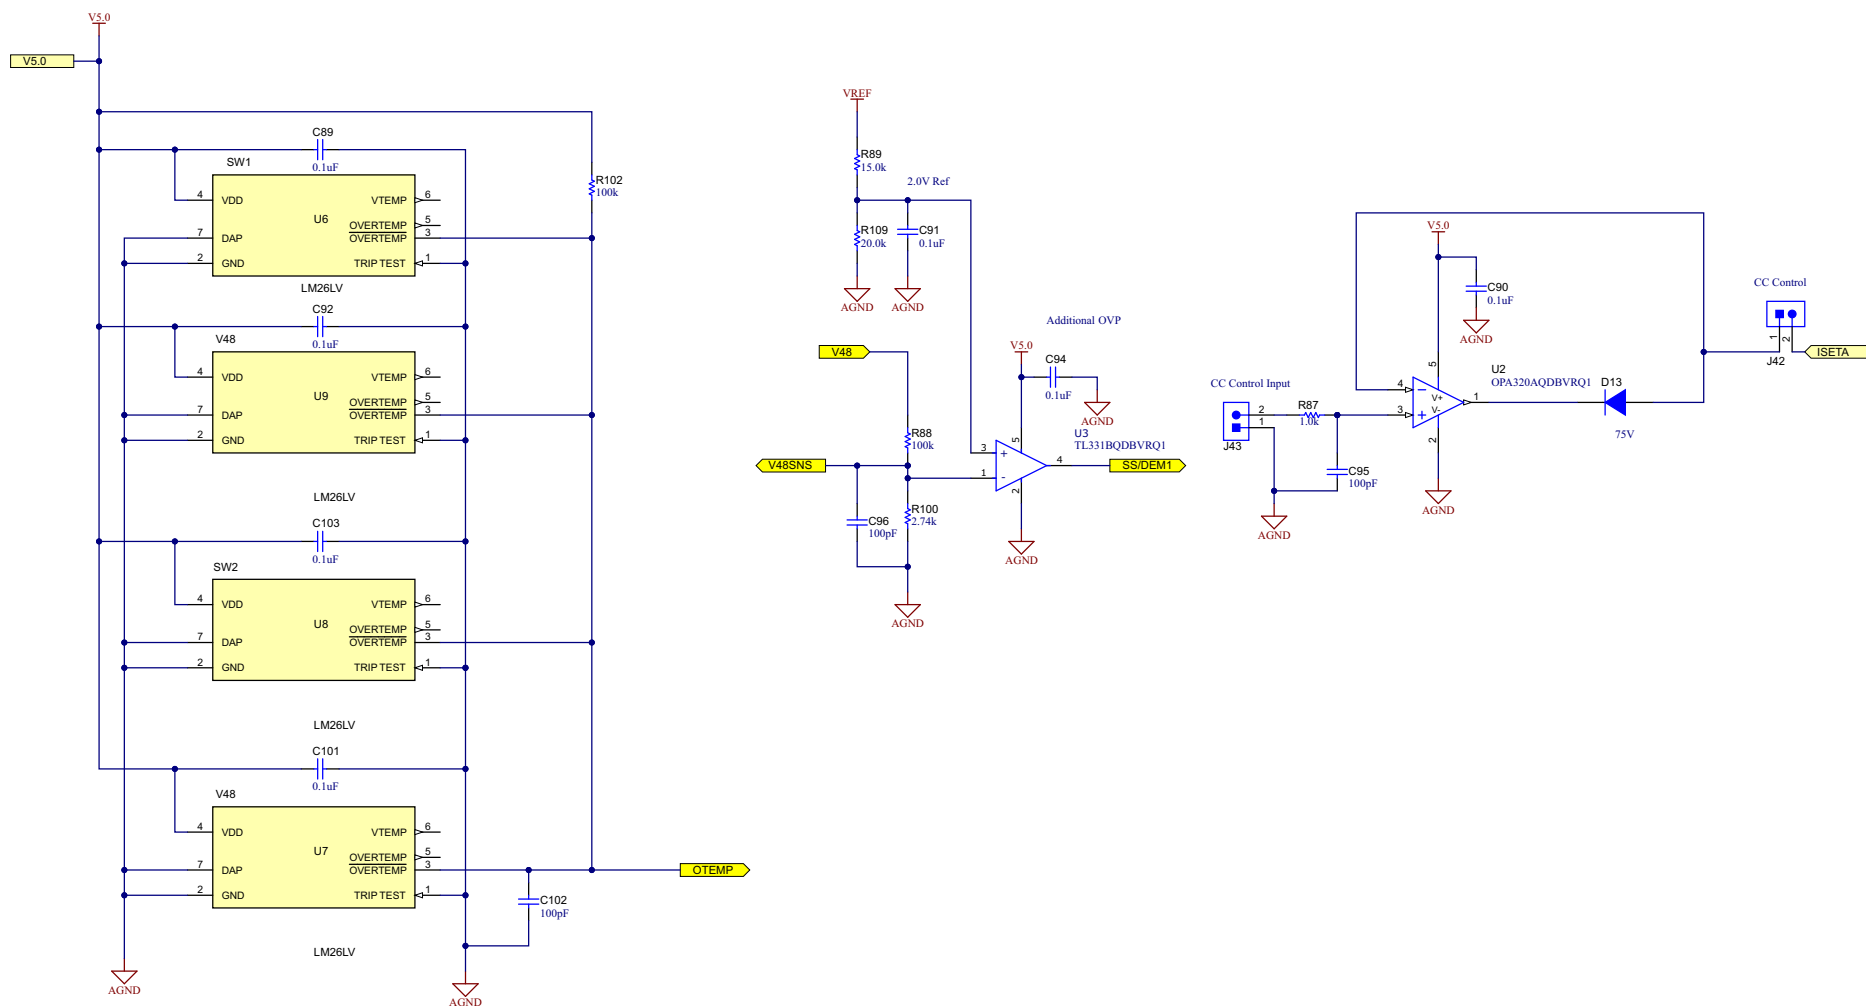 V5.0
V5.0
C89
0.1uF
SW1
4 VDD
7 DAP
2 GND
U6
VTEMP 6
OVERTEMP 5
OVERTEMP 3
TRIP TEST 1
LM26LV
R102
100k
C92
0.1uF
V48
4 VDD
7 DAP
2 GND
U9
VTEMP 6
OVERTEMP 5
OVERTEMP 3
TRIP TEST 1
LM26LV
C103
0.1uF
SW2
4 VDD
7 DAP
2 GND
U8
VTEMP 6
OVERTEMP 5
OVERTEMP 3
TRIP TEST 1
LM26LV
C101
0.1uF
V48
4 VDD
7 DAP
2 GND
U7
VTEMP 6
OVERTEMP 5
OVERTEMP 3
TRIP TEST 1
LM26LV
OTEMP
C102
100pF
AGND
AGND
VREF
R89
15.0k
2.0V Ref
R109
20.0k
C91
0.1uF
AGND
AGND
Additional OVP
V48
V5.0
C94
0.1uF
AGND
R88
100k
U3
TL331BQDBVRQ1
V48SNS
3
+
1
-
5
2
4
SS/DEM1
C96
100pF
R100
2.74k
AGND
AGND
V5.0
C90
0.1uF
AGND
CC Control
1
2
J42
ISETA
CC Control Input
2
1
J43
R87
1.0k
C95
100pF
AGND
U2
OPA320AQDBVRQ1
4
3
5
V+
V-
2
1
D13
75V
AGND